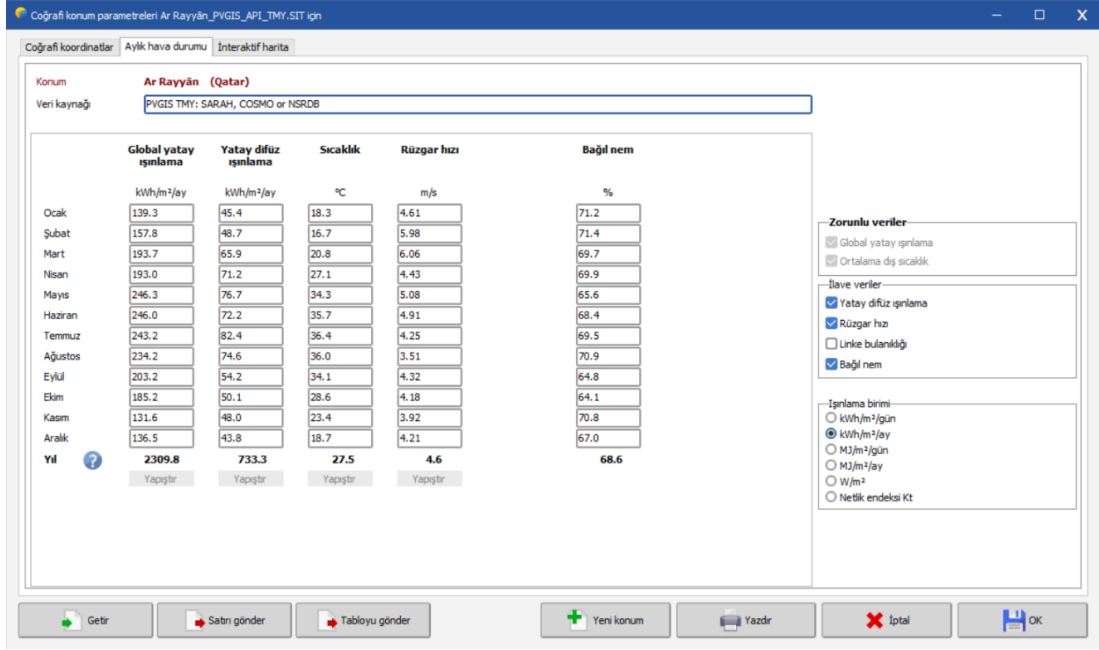 Coğrafi konum parametreleri Ar Rayyān_PVGIS_API_TMY.SIT için
Coğrafi koordinatlar Aylık hava durumu İnteraktif harita
Konum Ar Rayyān (Qatar)
Veri kaynağı PVGIS TMY: SARAH, COSMO or NSRDB
Global yatay ışınlama Yatay difüz ışınlama Sıcaklık Rüzgar hızı Bağıl nem
kWh/m²/ay kWh/m²/ay °C m/s %
Ocak 139.3 45.4 18.3 4.61 71.2
Şubat 157.8 48.7 16.7 5.98 71.4
Mart 193.7 65.9 20.8 6.06 69.7
Nisan 193.0 71.2 27.1 4.43 69.9
Mayıs 246.3 76.7 34.3 5.08 65.6
Haziran 246.0 72.2 35.7 4.91 68.4
Temmuz 243.2 82.4 36.4 4.25 69.5
Ağustos 234.2 74.6 36.0 3.51 70.9
Eylül 203.2 54.2 34.1 4.32 64.8
Ekim 185.2 50.1 28.6 4.18 64.1
Kasım 131.6 48.0 23.4 3.92 70.8
Aralık 136.5 43.8 18.7 4.21 67.0
Yıl ? 2309.8 733.3 27.5 4.6 68.6
Yapıştır Yapıştır Yapıştır Yapıştır
Zorunlu veriler
Global yatay ışınlama
Ortalama dış sıcaklık
İlave veriler
Yatay difüz ışınlama
Rüzgar hızı
Linke bulanıklığı
Bağıl nem
Işınlama birimi
kWh/m²/gün
kWh/m²/ay
MJ/m²/gün
MJ/m²/ay
W/m²
Netlik endeksi Kt
Getir Satırı gönder Tabloyu gönder Yeni konum Yazdır İptal OK